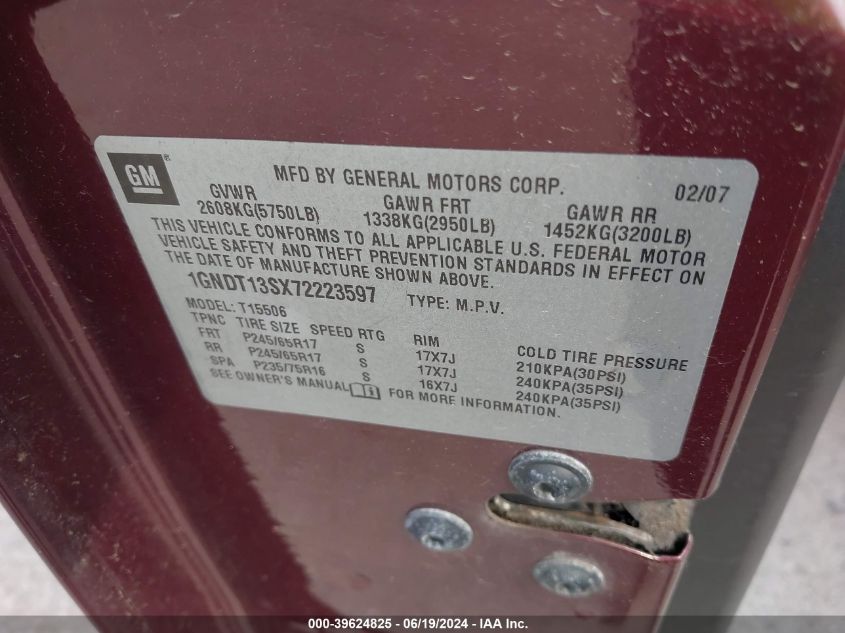 GM®
MFD BY GENERAL MOTORS CORP. 02/07
GVWR GAWR FRT GAWR RR
2608KG(5750LB) 1338KG(2950LB) 1452KG(3200LB)
THIS VEHICLE CONFORMS TO ALL APPLICABLE U.S. FEDERAL MOTOR
VEHICLE SAFETY AND THEFT PREVENTION STANDARDS IN EFFECT ON
THE DATE OF MANUFACTURE SHOWN ABOVE.
1GNDT13SX72223597 TYPE: M.P.V.
MODEL: T15506
TPNC TIRE SIZE SPEED RTG RIM COLD TIRE PRESSURE
FRT P245/65R17 S 17X7J 210KPA(30PSI)
RR P245/65R17 S 17X7J 240KPA(35PSI)
SPA P235/75R16 S 16X7J 240KPA(35PSI)
SEE OWNER'S MANUAL FOR MORE INFORMATION.
000-39624825 - 06/19/2024 - IAA Inc.